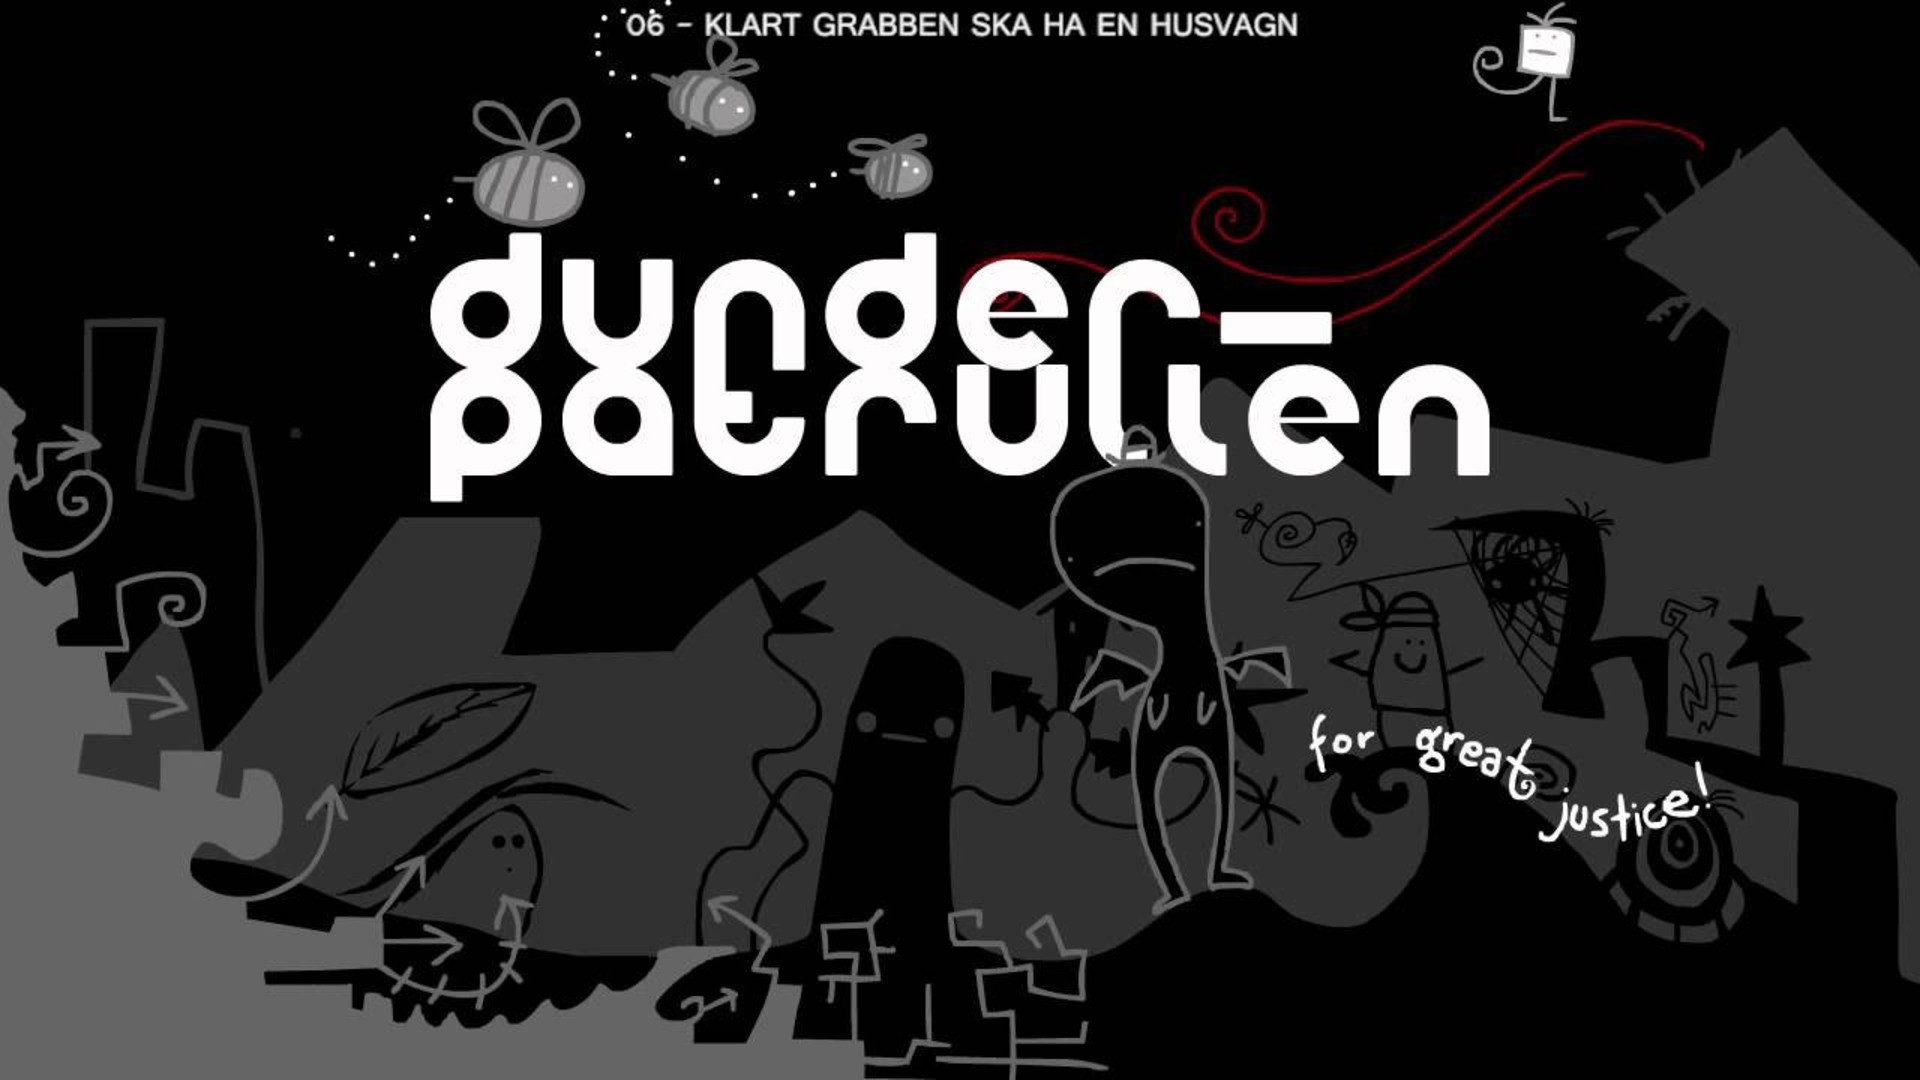 06 - KLART GRABBEN SKA HA EN HUSVAGN
dunder-
patrullen
for great
justice!